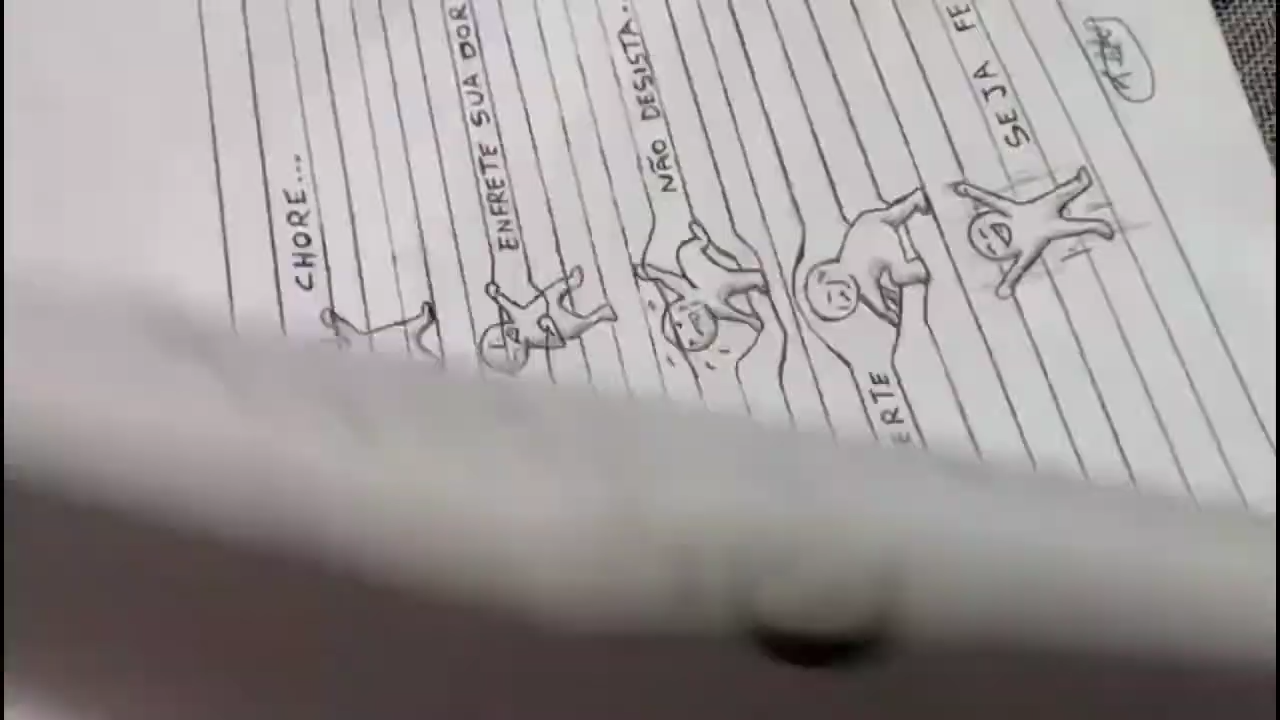 CHORE...
ENFRETE SUA DOR
NÃO DESISTA.
ERTE
SEJA FE